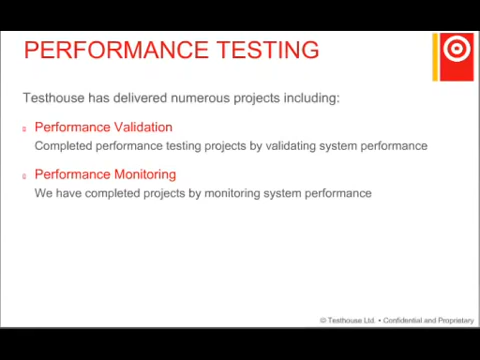 PERFORMANCE TESTING
Testhouse has delivered numerous projects including:
Performance Validation
Completed performance testing projects by validating system performance
Performance Monitoring
We have completed projects by monitoring system performance
© Testhouse Ltd. • Confidential and Proprietary